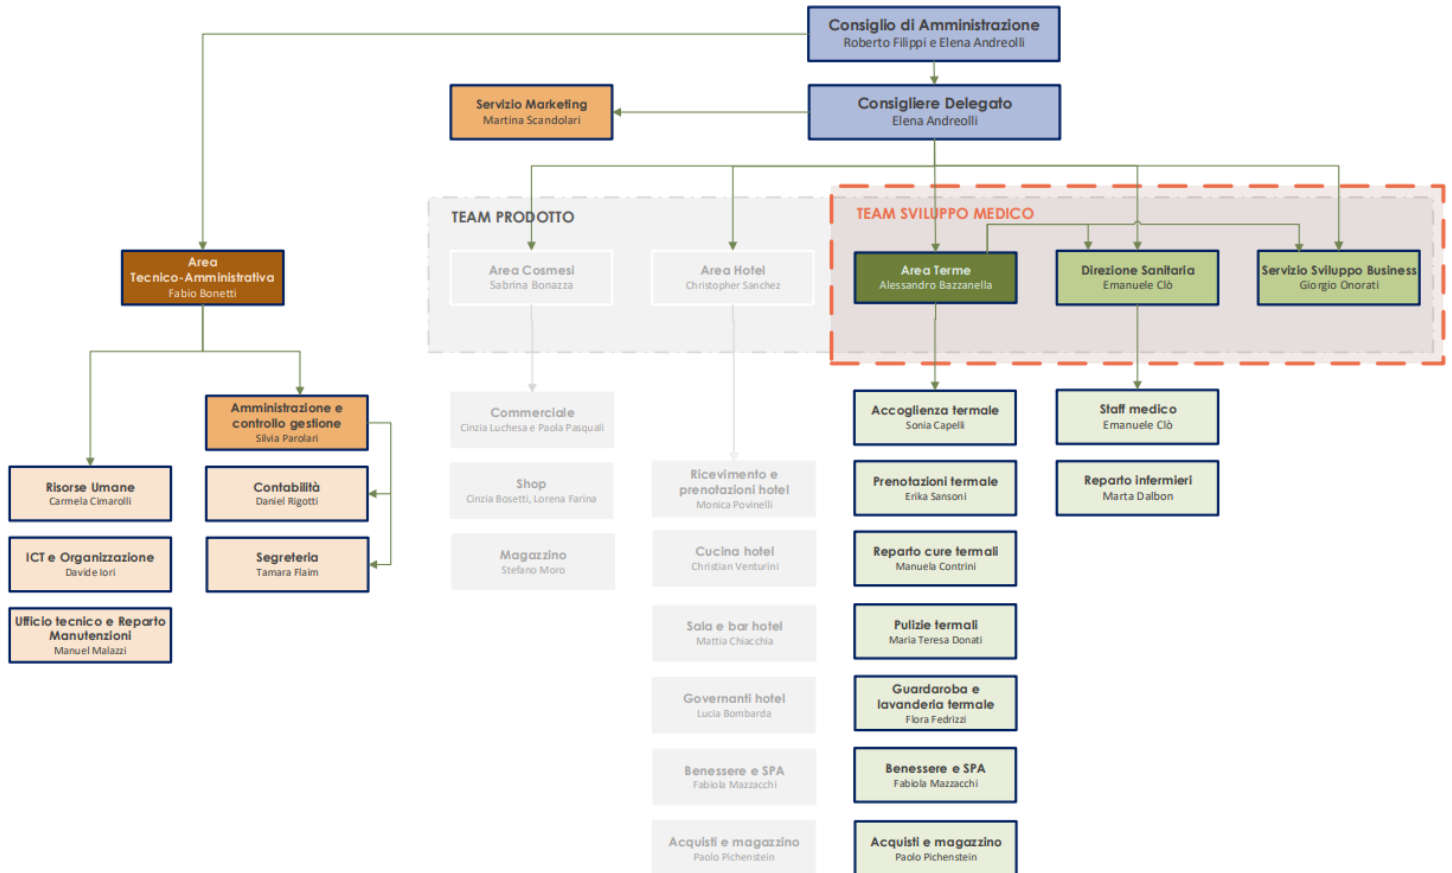 Consiglio di Amministrazione
Roberto Filippi e Elena Andreolli
Servizio Marketing
Martina Scandolari
Consigliere Delegato
Elena Andreolli
TEAM PRODOTTO
TEAM SVILUPPO MEDICO
Area
Tecnico-Amministrativa
Fabio Bonetti
Area Cosmesi
Sabrina Bonazza
Area Hotel
Christopher Sanchez
Area Terme
Alessandro Bazzanella
Direzione Sanitaria
Emanuele Clò
Servizio Sviluppo Business
Giorgio Onorati
Amministrazione e
controllo gestione
Silvia Parolari
Risorse Umane
Carmela Cimarolli
Contabilità
Daniel Rigotti
ICT e Organizzazione
Davide Iori
Segreteria
Tamara Flaim
Ufficio tecnico e Reparto
Manutenzioni
Manuel Malazzi
Commerciale
Cinzia Luchesa e Paola Pasquali
Shop
Cinzia Bosetti, Lorena Farina
Magazzino
Stefano Moro
Ricevimento e
prenotazioni hotel
Monica Povinelli
Cucina hotel
Christian Venturini
Sala e bar hotel
Mattia Chiacchia
Governanti hotel
Lucia Bombarda
Benessere e SPA
Fabiola Mazzacchi
Acquisti e magazzino
Paolo Pichenstein
Accoglienza termale
Sonia Capelli
Prenotazioni termale
Erika Sansoni
Reparto cure termali
Manuela Contrini
Pulizie termali
Maria Teresa Donati
Guardaroba e
lavanderia termale
Flora Fedrizzi
Benessere e SPA
Fabiola Mazzacchi
Acquisti e magazzino
Paolo Pichenstein
Staff medico
Emanuele Clò
Reparto infermieri
Marta Dalbon